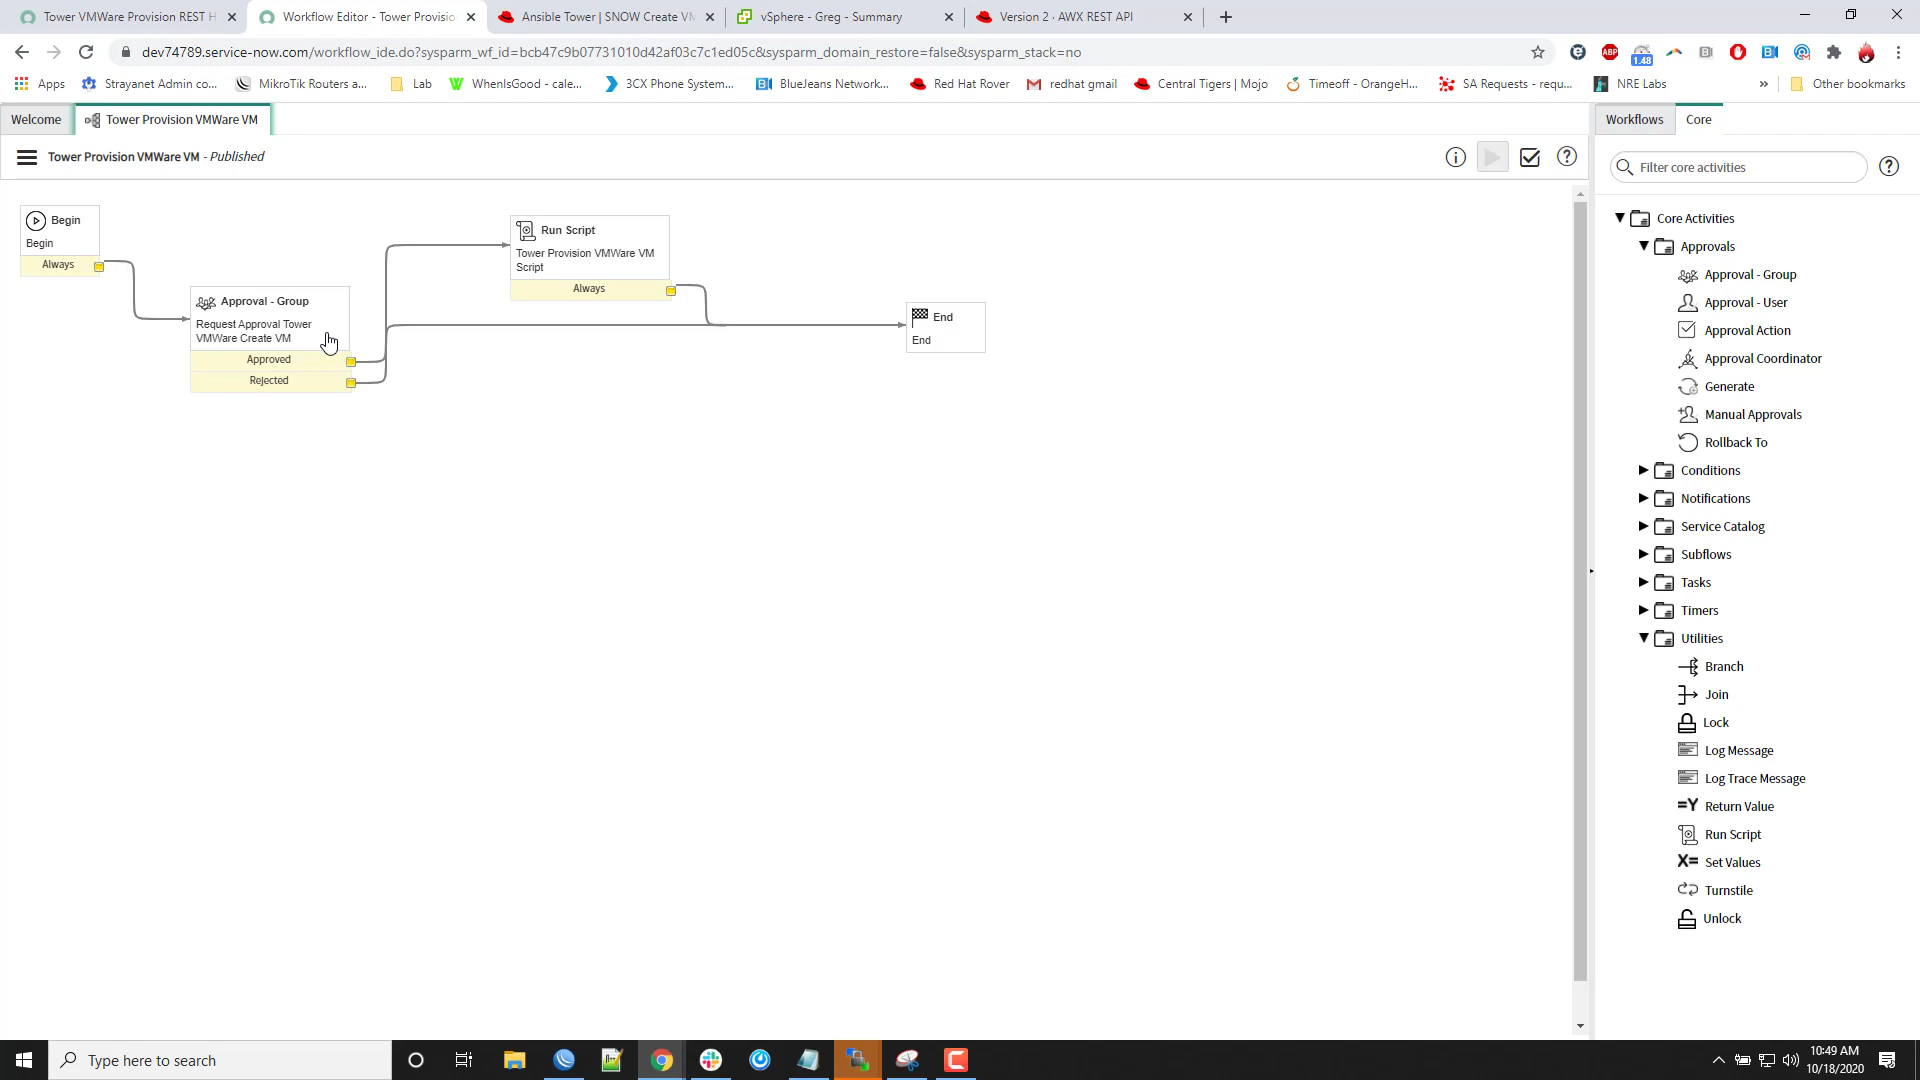 Tower VMWare Provision REST H
Workflow Editor - Tower Provisio
Ansible Tower | SNOW Create VM
vSphere - Greg - Summary
Version 2 · AWX REST API
dev74789.service-now.com/workflow_ide.do?sysparm_wf_id=bcb47c9b07731010d42af03c7c1ed05c&sysparm_domain_restore=false&sysparm_stack=no
ABP
1.48
Apps
Strayanet Admin co...
MikroTik Routers a...
Lab
WhenIsGood - cale...
3CX Phone System...
BlueJeans Network...
Red Hat Rover
redhat gmail
Central Tigers | Mojo
Timeoff - OrangeH...
SA Requests - requ...
NRE Labs
»
Other bookmarks
Welcome
Tower Provision VMWare VM
Workflows
Core
Tower Provision VMWare VM - Published
Filter core activities
Begin
Begin
Always
Approval - Group
Request Approval Tower
VMWare Create VM
Approved
Rejected
Run Script
Tower Provision VMWare VM
Script
Always
End
End
Core Activities
Approvals
Approval - Group
Approval - User
Approval Action
Approval Coordinator
Generate
Manual Approvals
Rollback To
Conditions
Notifications
Service Catalog
Subflows
Tasks
Timers
Utilities
Branch
Join
Lock
Log Message
Log Trace Message
=Y Return Value
Run Script
X= Set Values
Turnstile
Unlock
Type here to search
10:49 AM
10/18/2020